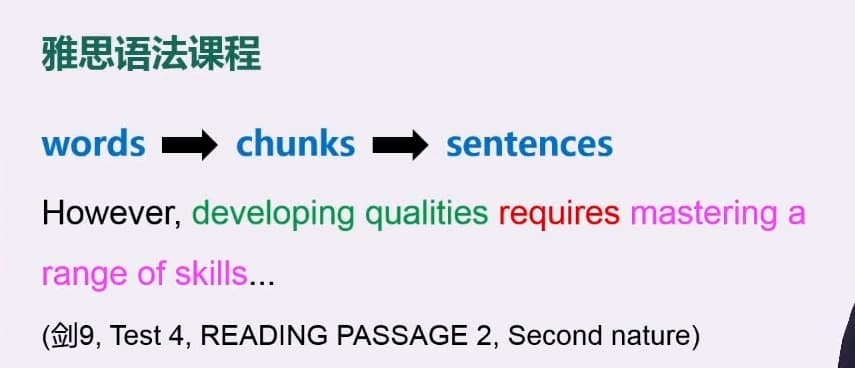 雅思语法课程
words chunks sentences
However, developing qualities requires mastering a
range of skills...
(剑9, Test 4, READING PASSAGE 2, Second nature)